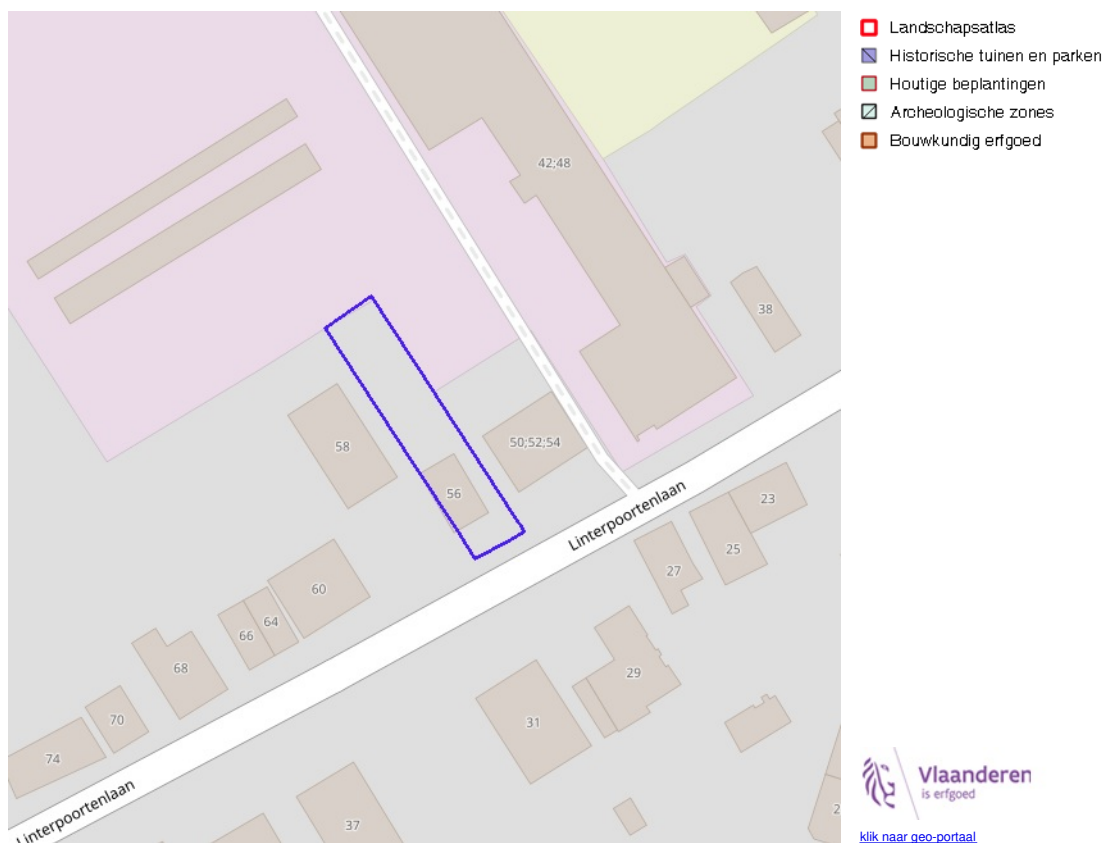 Landschapsatlas
Historische tuinen en parken
Houtige beplantingen
Archeologische zones
Bouwkundig erfgoed
42;48
38
58
50;52;54
56
Linterpoortenlaan
23
25
27
60
64
66
68
29
70
31
74
Linterpoortenlaan
37
2
Vlaanderen
is erfgoed
klik naar geo-portaal